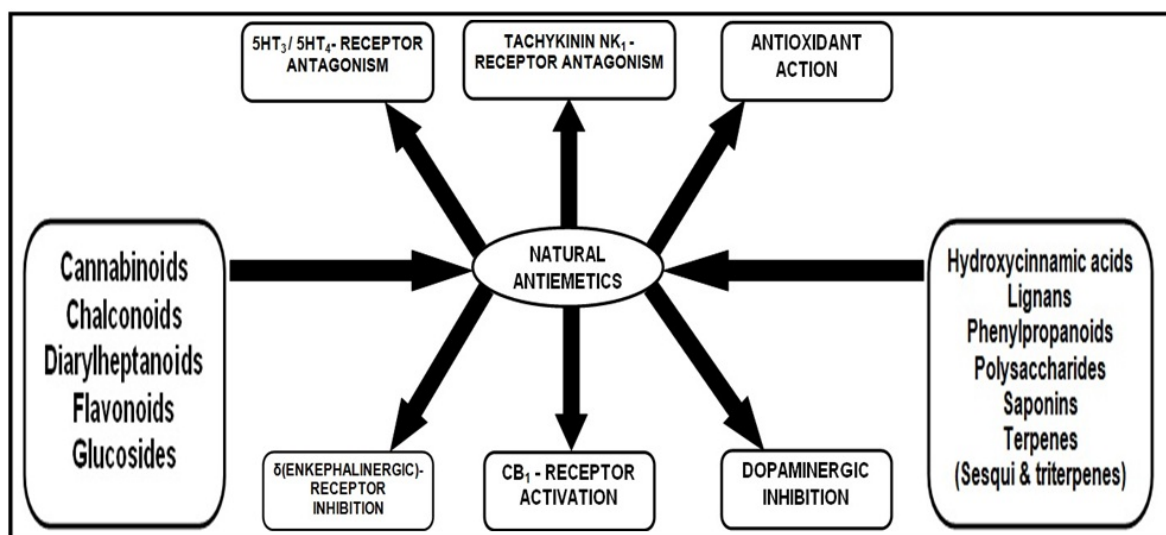 5HT₃ / 5HT₄- RECEPTOR
ANTAGONISM
TACHYKININ NK₁ -
RECEPTOR ANTAGONISM
ANTIOXIDANT
ACTION
Cannabinoids
Chalconoids
Diarylheptanoids
Flavonoids
Glucosides
NATURAL
ANTIEMETICS
Hydroxycinnamic acids
Lignans
Phenylpropanoids
Polysaccharides
Saponins
Terpenes
(Sesqui & triterpenes)
δ(ENKEPHALINERGIC)-
RECEPTOR
INHIBITION
CB₁ - RECEPTOR
ACTIVATION
DOPAMINERGIC
INHIBITION